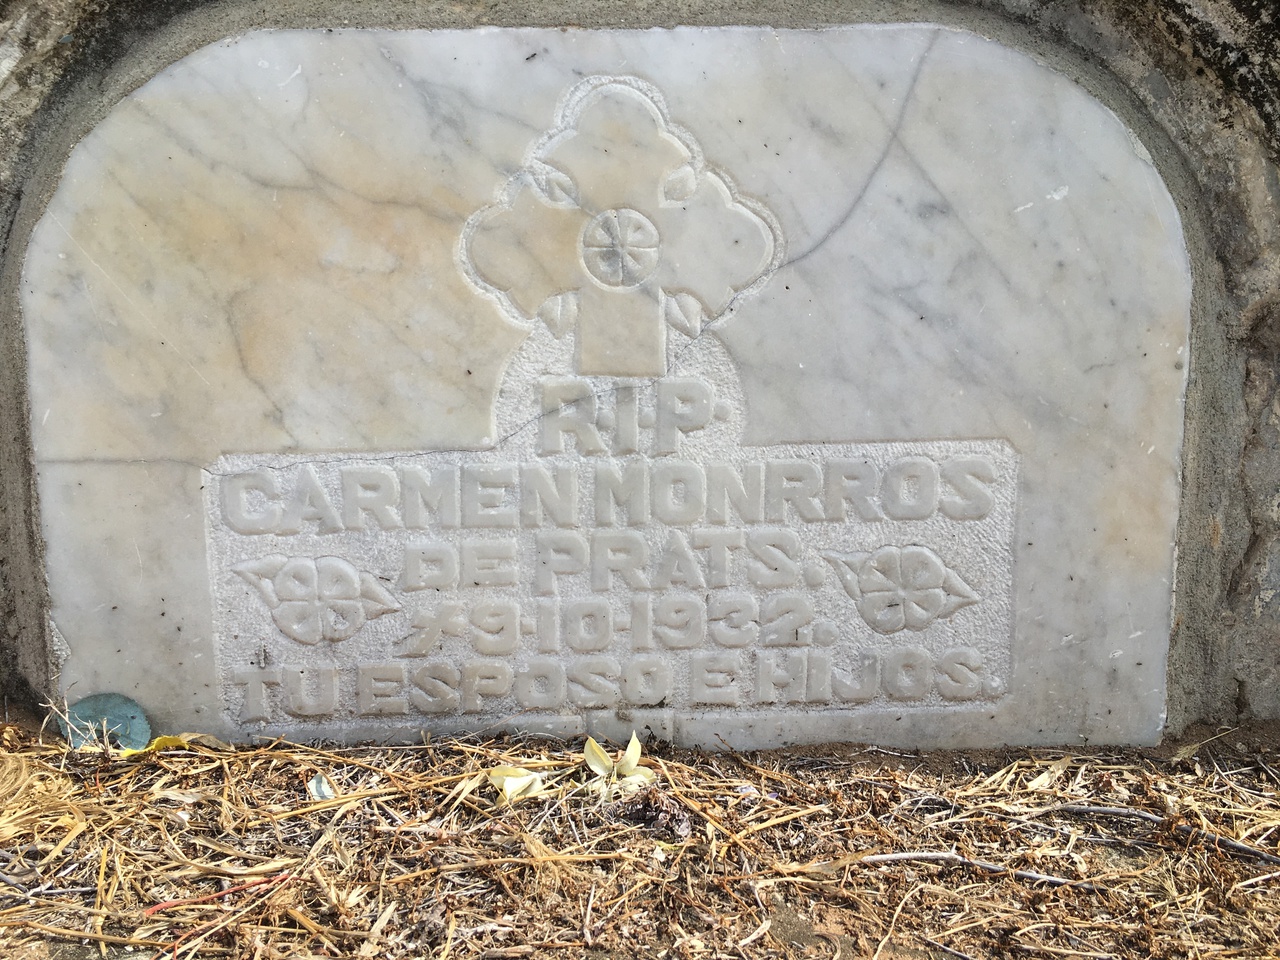 R·I·P·
CARMEN MONRROS
DE PRATS.
✝9·10·1932.
TU ESPOSO E HIJOS.